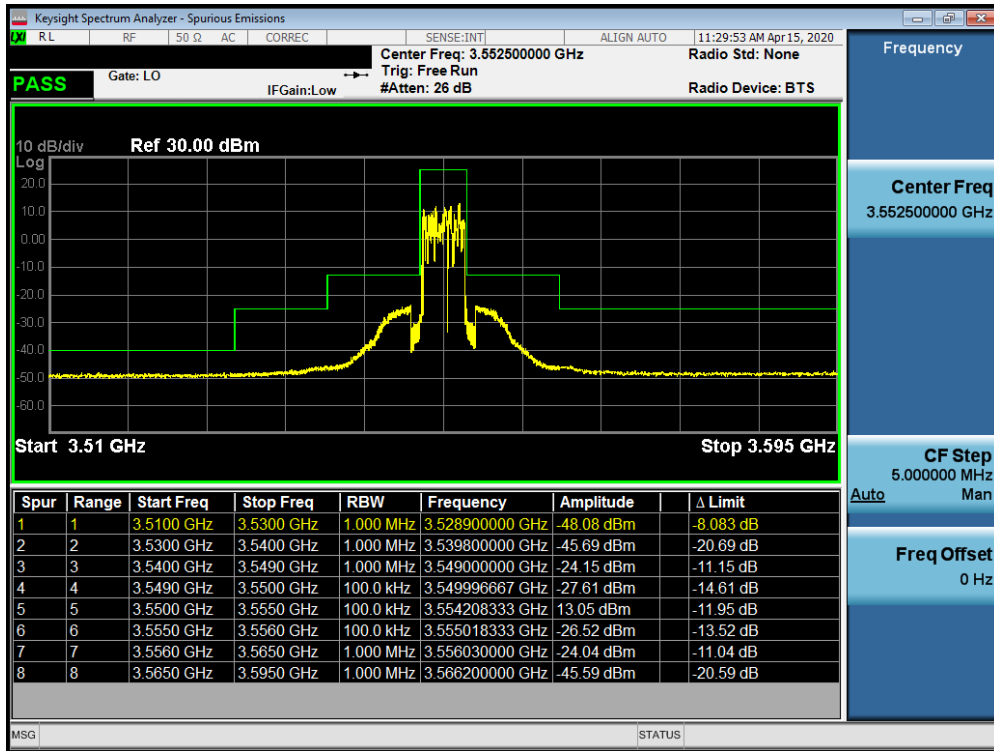 Keysight Spectrum Analyzer - Spurious Emissions
LXI RL RF 50 Ω AC CORREC SENSE:INT ALIGN AUTO 11:29:53 AM Apr 15, 2020
Center Freq: 3.552500000 GHz Radio Std: None
PASS Gate: LO Trig: Free Run
IFGain:Low #Atten: 26 dB Radio Device: BTS
10 dB/div Ref 30.00 dBm
Log
20.0
10.0
0.00
-10.0
-20.0
-30.0
-40.0
-50.0
-60.0
Start 3.51 GHz Stop 3.595 GHz
Spur Range Start Freq Stop Freq RBW Frequency Amplitude Δ Limit
1 1 3.5100 GHz 3.5300 GHz 1.000 MHz 3.528900000 GHz -48.08 dBm -8.083 dB
2 2 3.5300 GHz 3.5400 GHz 1.000 MHz 3.539800000 GHz -45.69 dBm -20.69 dB
3 3 3.5400 GHz 3.5490 GHz 1.000 MHz 3.549000000 GHz -24.15 dBm -11.15 dB
4 4 3.5490 GHz 3.5500 GHz 100.0 kHz 3.549996667 GHz -27.61 dBm -14.61 dB
5 5 3.5500 GHz 3.5550 GHz 100.0 kHz 3.554208333 GHz 13.05 dBm -11.95 dB
6 6 3.5550 GHz 3.5560 GHz 100.0 kHz 3.555018333 GHz -26.52 dBm -13.52 dB
7 7 3.5560 GHz 3.5650 GHz 1.000 MHz 3.556030000 GHz -24.04 dBm -11.04 dB
8 8 3.5650 GHz 3.5950 GHz 1.000 MHz 3.566200000 GHz -45.59 dBm -20.59 dB
MSG STATUS
Frequency
Center Freq
3.552500000 GHz
CF Step
5.000000 MHz
Auto Man
Freq Offset
0 Hz